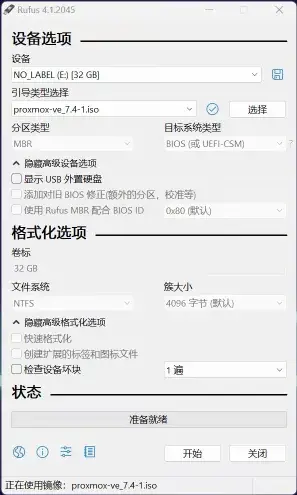 Rufus 4.1.2045
设备选项
设备
NO_LABEL (E:) [32 GB]
引导类型选择
proxmox-ve_7.4-1.iso
选择
分区类型
目标系统类型
MBR
BIOS (或 UEFI-CSM)
?
隐藏高级设备选项
显示 USB 外置硬盘
添加对旧 BIOS 修正(额外的分区，校准等)
使用 Rufus MBR 配合 BIOS ID
0x80 (默认)
格式化选项
卷标
32 GB
文件系统
簇大小
NTFS
4096 字节 (默认)
隐藏高级格式化选项
快速格式化
创建扩展的标签和图标文件
检查设备坏块
1 遍
状态
准备就绪
开始
关闭
正在使用镜像：proxmox-ve_7.4-1.iso